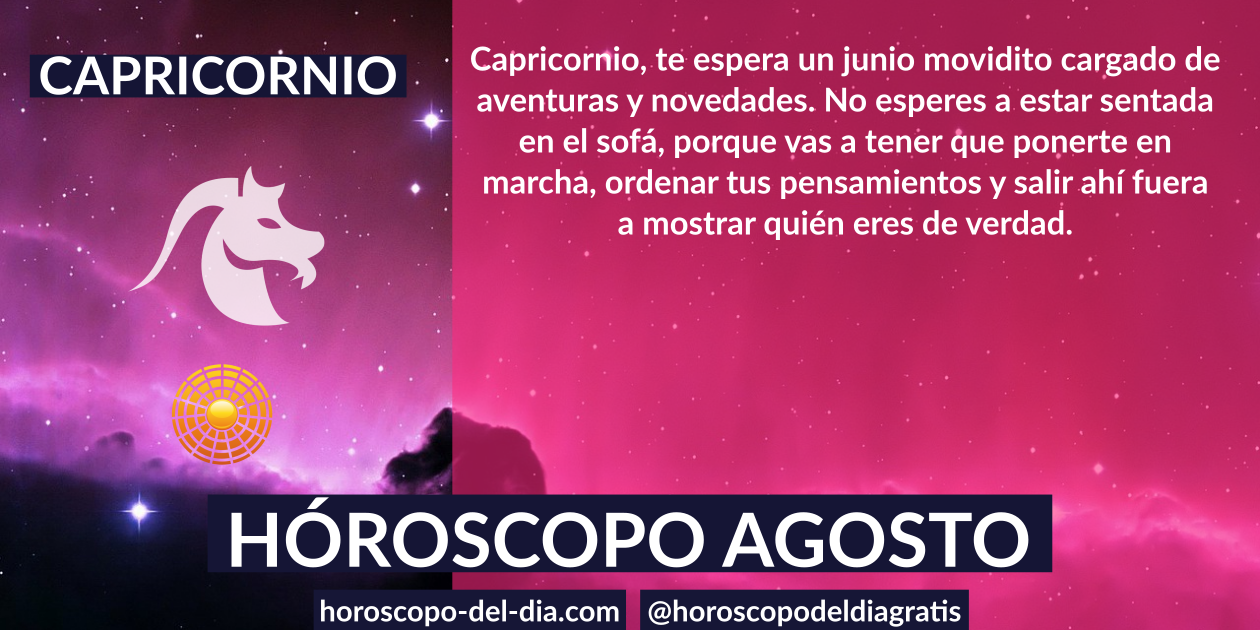 CAPRICORNIO
Capricornio, te espera un junio movidito cargado de
aventuras y novedades. No esperes a estar sentada
en el sofá, porque vas a tener que ponerte en
marcha, ordenar tus pensamientos y salir ahí fuera
a mostrar quién eres de verdad.
HÓROSCOPO AGOSTO
horoscopo-del-dia.com
@horoscopodeldiagratis